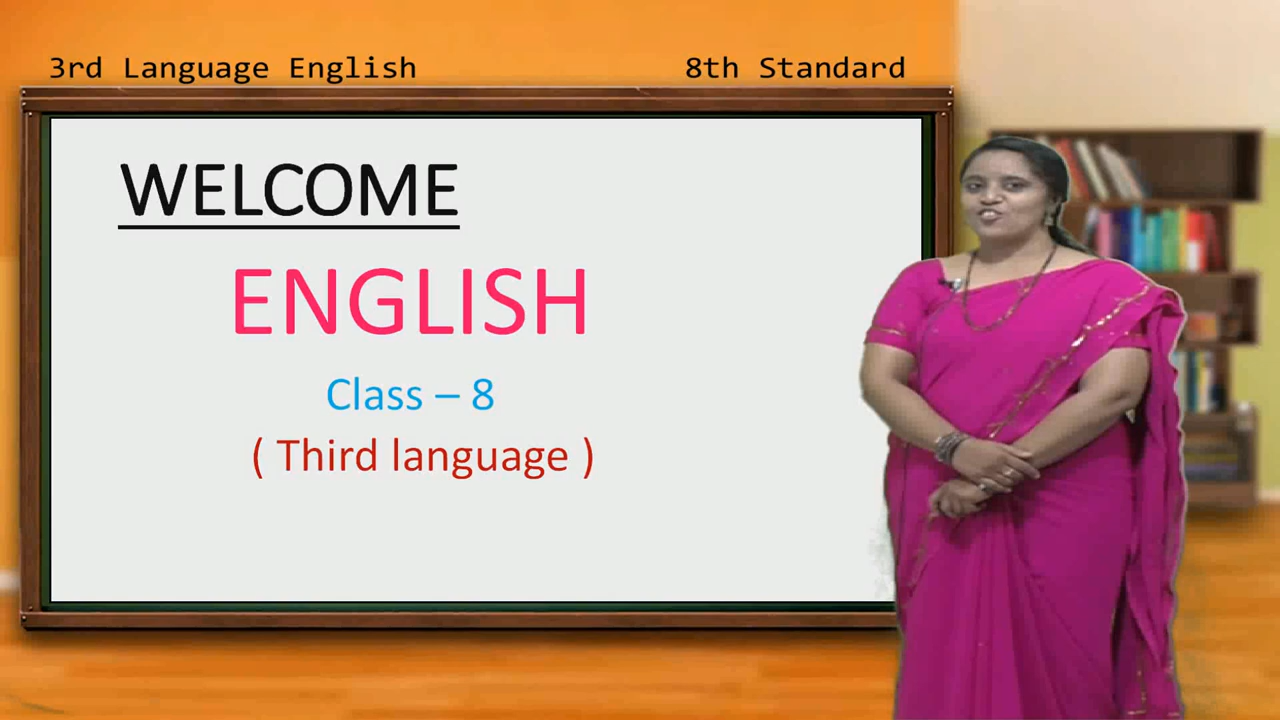 3rd Language English 8th Standard
WELCOME
ENGLISH
Class – 8
( Third language )